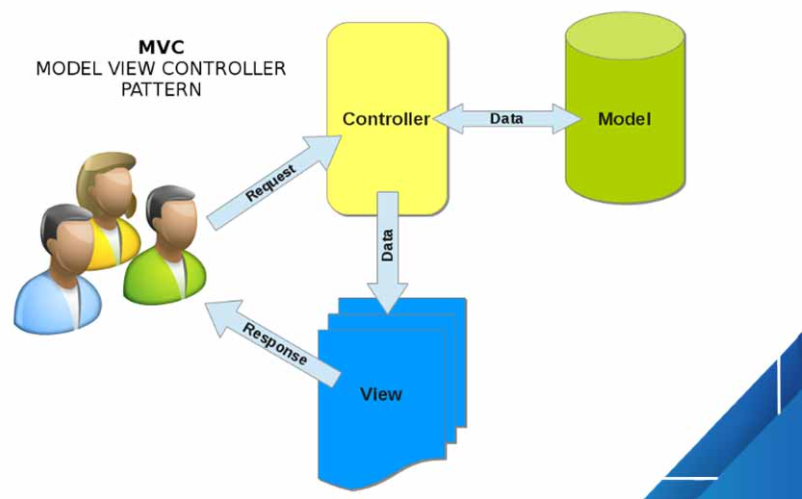 MVC
MODEL VIEW CONTROLLER
PATTERN
Controller
Data
Model
Request
Data
Response
View